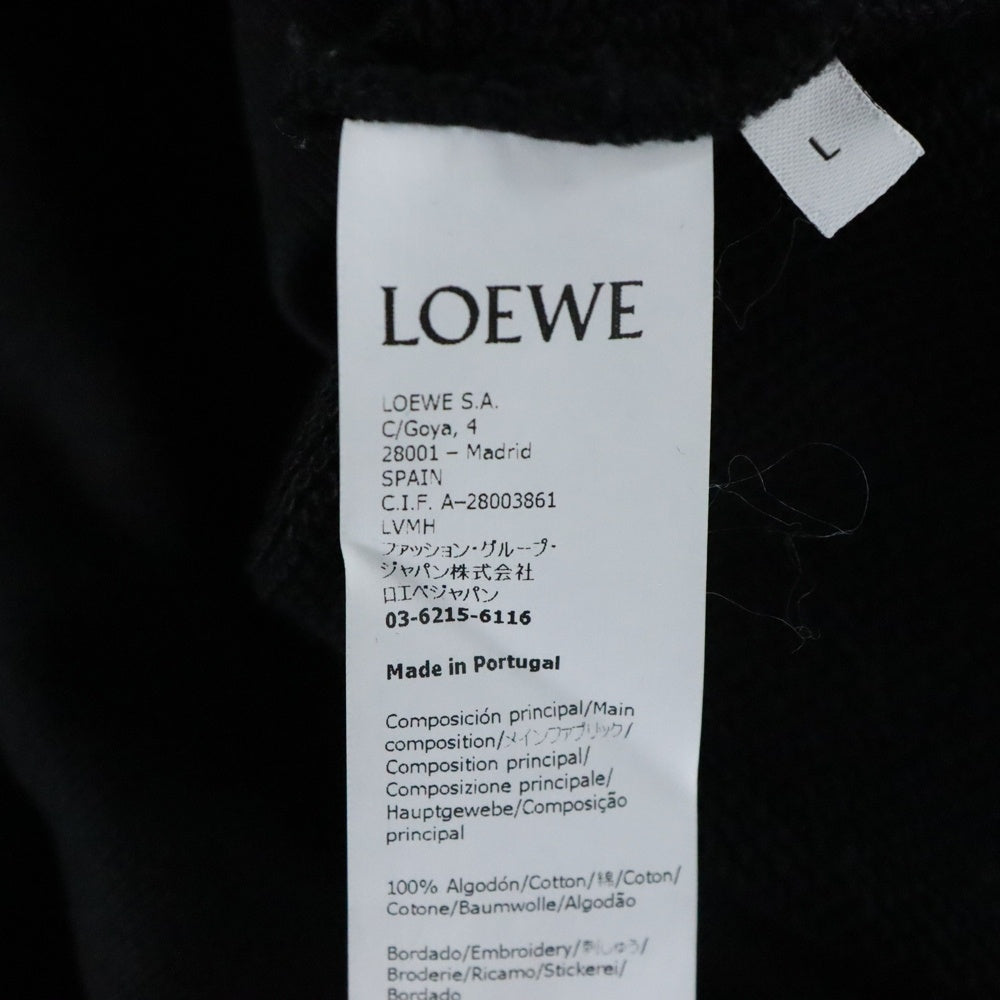 L
LOEWE
LOEWE S.A.
C/Goya, 4
28001 – Madrid
SPAIN
C.I.F. A–28003861
LVMH
ファッション・グループ・
ジャパン株式会社
ロエベジャパン
03-6215-6116
Made in Portugal
Composición principal/Main
composition/メインファブリック/
Composition principal/
Composizione principale/
Hauptgewebe/Composição
principal
100% Algodón/Cotton/綿/Coton/
Cotone/Baumwolle/Algodão
Bordado/Embroidery/刺しゅう/
Broderie/Ricamo/Stickerei/
Bordado